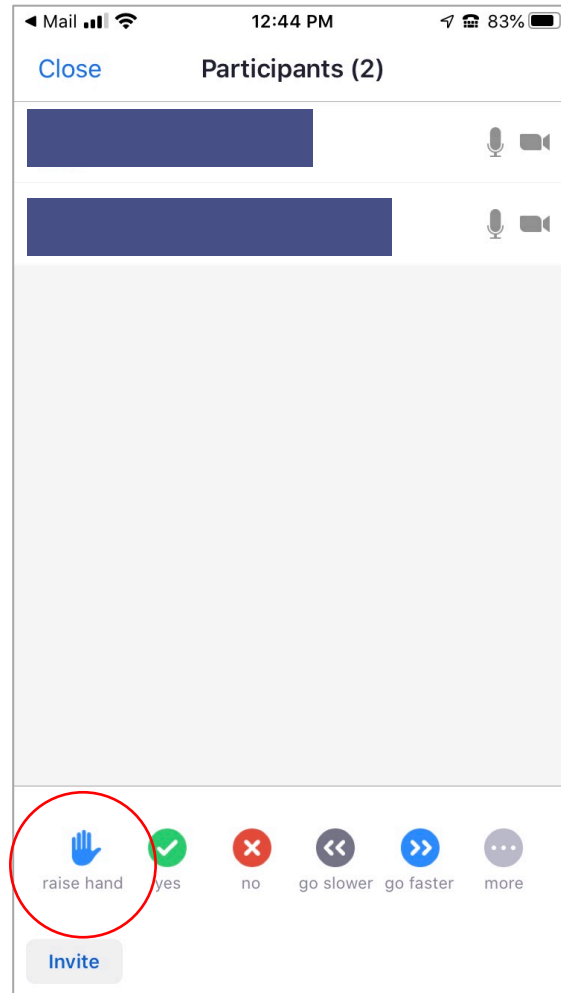 ◀ Mail 12:44 PM 83%
Close Participants (2)
raise hand yes no go slower go faster more
Invite